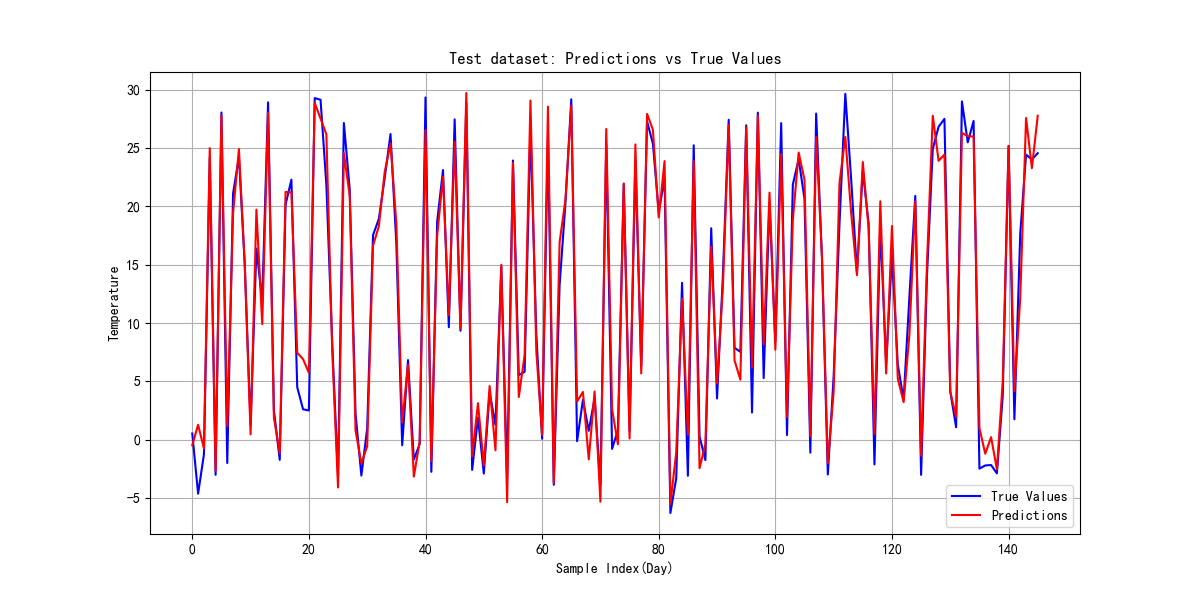 Test dataset: Predictions vs True Values
30
25
20
15
10
5
0
−5
Temperature
0 20 40 60 80 100 120 140
Sample Index(Day)
True Values
Predictions